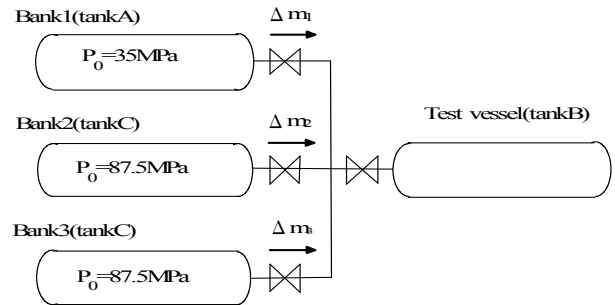 Bank1(tankA)
Δ m₁
P₀=35MPa
Bank2(tankC)
Δ m₂
Test vessel(tankB)
P₀=87.5MPa
Bank3(tankC)
Δ m₃
P₀=87.5MPa